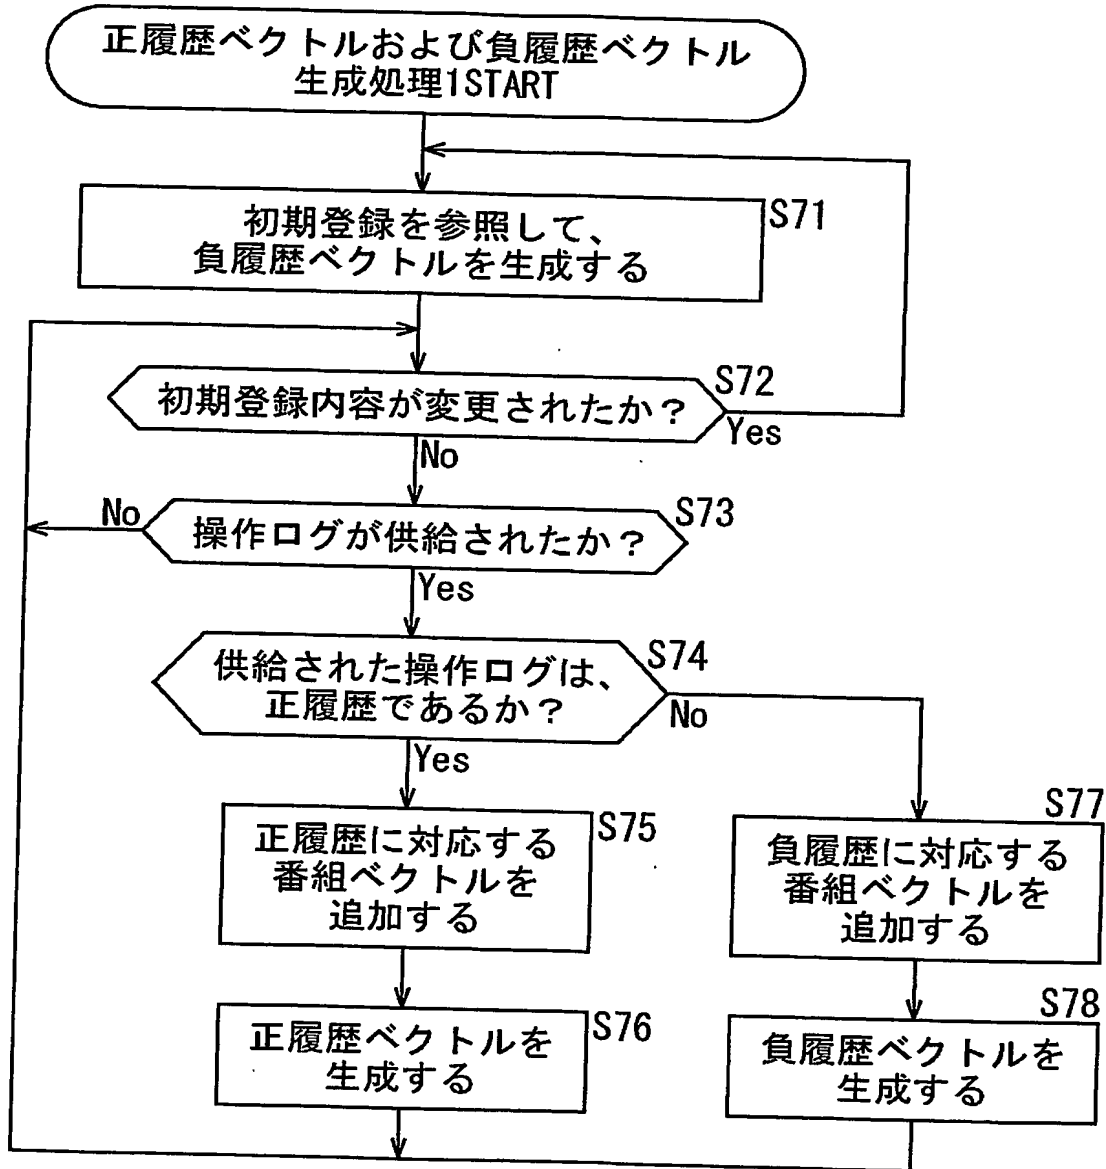 正履歴ベクトルおよび負履歴ベクトル
生成処理1START
S71
初期登録を参照して、
負履歴ベクトルを生成する
S72
初期登録内容が変更されたか？
Yes
No
S73
No
操作ログが供給されたか？
Yes
S74
供給された操作ログは、
正履歴であるか？
No
Yes
S75
正履歴に対応する
番組ベクトルを
追加する
S77
負履歴に対応する
番組ベクトルを
追加する
S76
正履歴ベクトルを
生成する
S78
負履歴ベクトルを
生成する